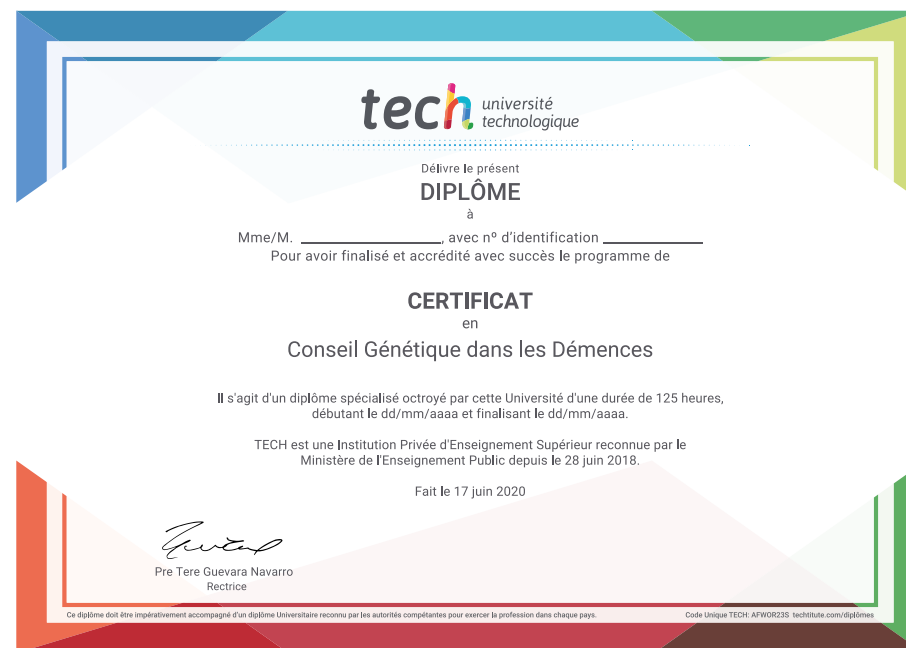 tech université
technologique
Délivre le présent
DIPLÔME
à
Mme/M. ____________________, avec nº d'identification ______________
Pour avoir finalisé et accrédité avec succès le programme de
CERTIFICAT
en
Conseil Génétique dans les Démences
Il s'agit d'un diplôme spécialisé octroyé par cette Université d'une durée de 125 heures,
débutant le dd/mm/aaaa et finalisant le dd/mm/aaaa.
TECH est une Institution Privée d'Enseignement Supérieur reconnue par le
Ministère de l'Enseignement Public depuis le 28 juin 2018.
Fait le 17 juin 2020
Pre Tere Guevara Navarro
Rectrice
Ce diplôme doit être impérativement accompagné d'un diplôme Universitaire reconnu par les autorités compétentes pour exercer la profession dans chaque pays.
Code Unique TECH: AFWOR23S techtitute.com/diplômes